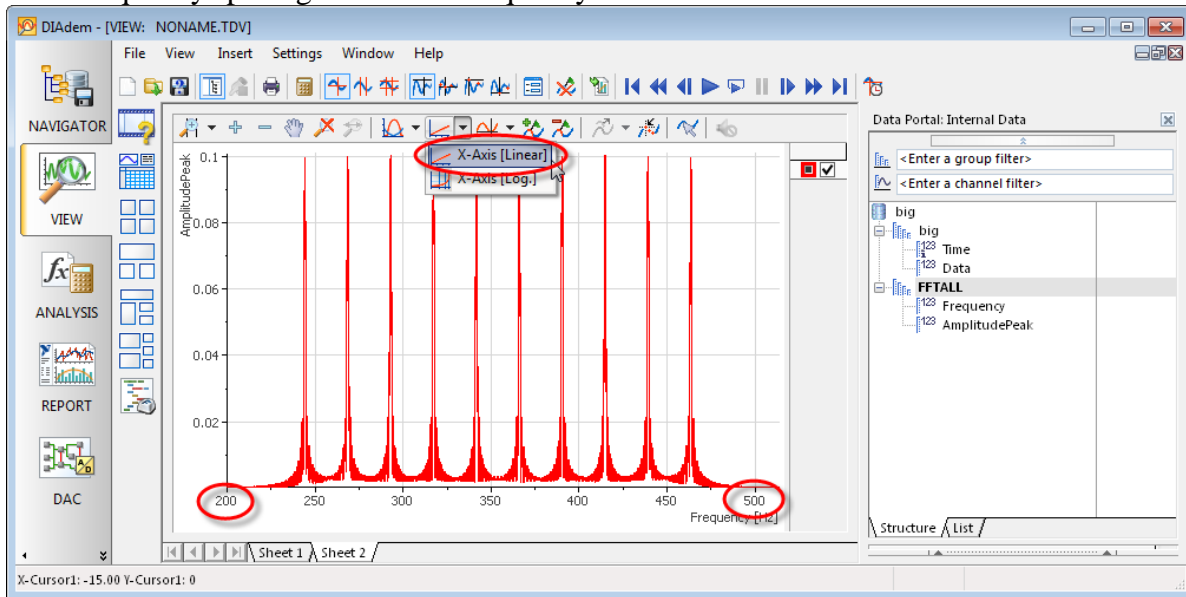 DIAdem - [VIEW: NONAME.TDV]
File View Insert Settings Window Help
NAVIGATOR
VIEW
ANALYSIS
REPORT
DAC
X-Axis [Linear]
X-Axis [Log.]
AmplitudePeak
0.1
0.08
0.06
0.04
0.02
200 250 300 350 400 450 500
Frequency [Hz]
Sheet 1 Sheet 2
Data Portal: Internal Data
<Enter a group filter>
<Enter a channel filter>
big
big
Time
Data
FFTALL
Frequency
AmplitudePeak
Structure List
X-Cursor1: -15.00 Y-Cursor1: 0